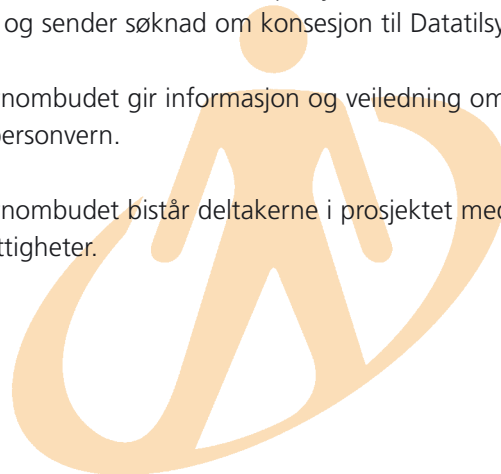 og sender søknad om konsesjon til Datatilsy
nombudet gir informasjon og veiledning om
personvern.
nombudet bistår deltakerne i prosjektet med
ttigheter.